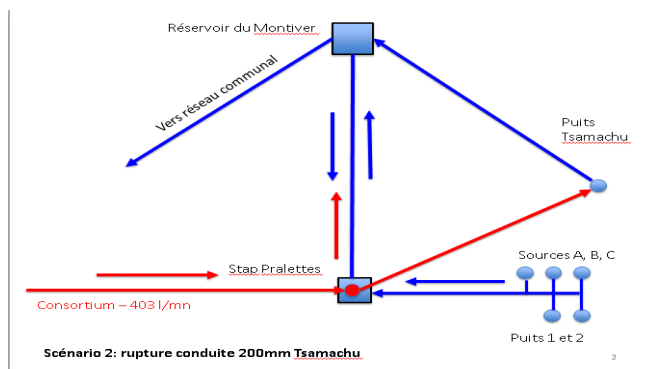 Réservoir du Montiver
Vers réseau communal
Puits
Tsamachu
Sources A, B, C
Stap Pralettes
Consortium – 403 l/mn
Puits 1 et 2
Scénario 2: rupture conduite 200mm Tsamachu
3